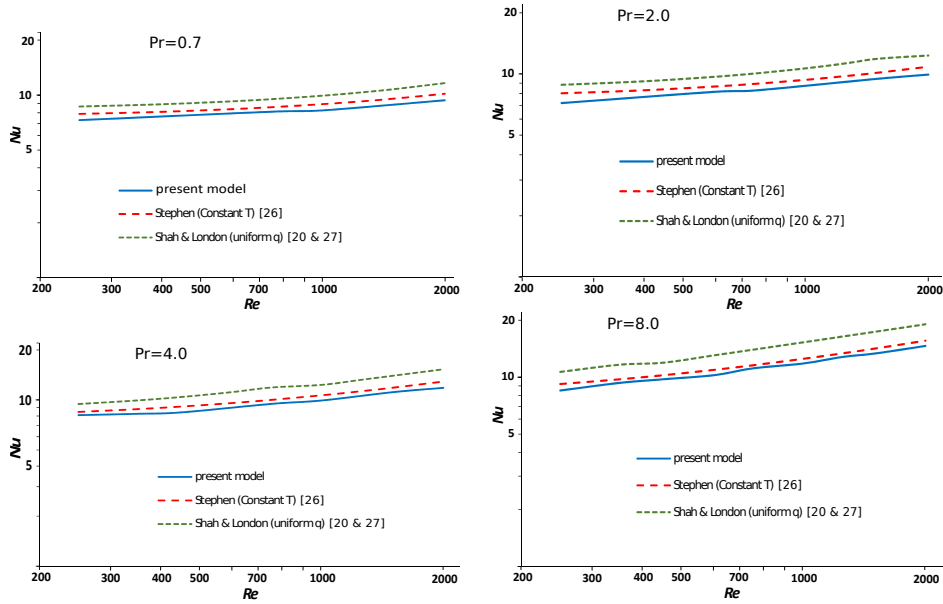 Pr=0.7
20
10
5
Nu
present model
Stephen (Constant T) [26]
Shah & London (uniform q) [20 & 27]
200 300 400 500 700 1000 2000
Re
Pr=2.0
20
10
5
Nu
present model
Stephen (Constant T) [26]
Shah & London (uniform q) [20 & 27]
200 300 400 500 700 1000 2000
Re
Pr=4.0
20
10
5
Nu
present model
Stephen (Constant T) [26]
Shah & London (uniform q) [20 & 27]
200 300 400 500 700 1000 2000
Re
Pr=8.0
20
10
5
Nu
present model
Stephen (Constant T) [26]
Shah & London (uniform q) [20 & 27]
200 300 400 500 700 1000 2000
Re